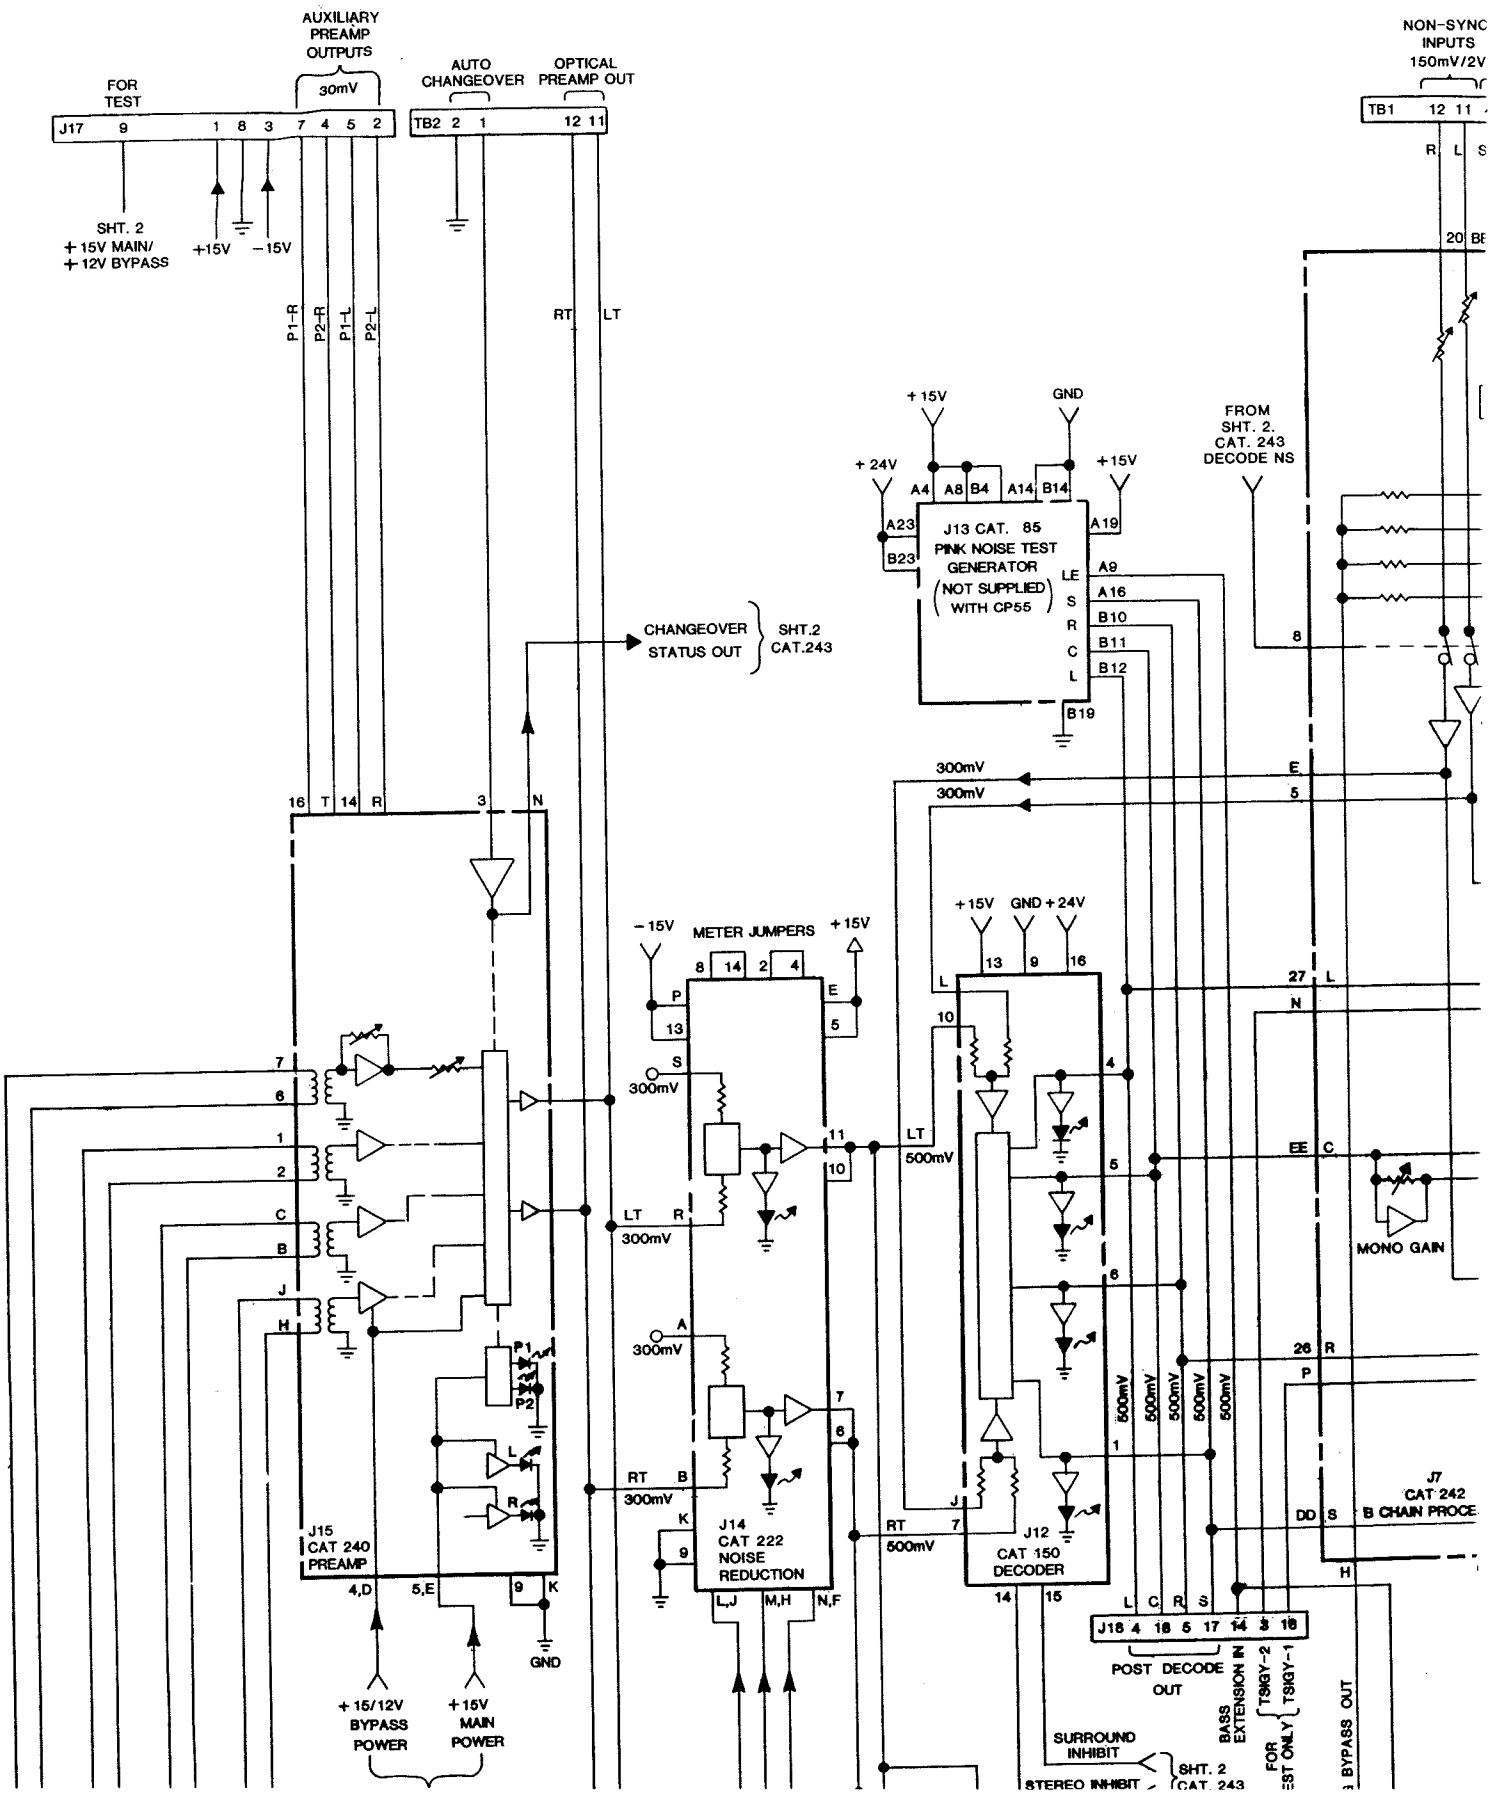 AUXILIARY
PREAMP
OUTPUTS
30mV
FOR
TEST
AUTO
CHANGEOVER
OPTICAL
PREAMP OUT
NON-SYNC
INPUTS
150mV/2V
J17 9 1 8 3 7 4 5 2
TB2 2 1 12 11
TB1 12 11
R L S
SHT. 2
+ 15V MAIN/
+ 12V BYPASS
+15V
-15V
20
P1-R
P2-R
P1-L
P2-L
RT
LT
+ 15V
GND
FROM
SHT. 2.
CAT. 243
DECODE NS
+ 24V
+15V
A4 A8 B4 A14 B14
A23
B23
A19
J13 CAT. 85
PINK NOISE TEST
GENERATOR
(NOT SUPPLIED)
WITH CP55
LE A9
S A16
R B10
C B11
L B12
B19
8
CHANGEOVER
STATUS OUT
SHT.2
CAT.243
300mV E
300mV 5
16 T 14 R 3 N
-15V
METER JUMPERS
+15V
8 14 2 4
+15V GND +24V
13 9 16
P
13
E
5
L
10
27 L
N
S
300mV
7
6
1
2
C
B
J
H
11
10
LT
500mV
4
5
6
1
EE C
MONO GAIN
LT R
300mV
A
300mV
7
6
P1
P2
L
R
RT B
300mV
K
9
J
7
RT
500mV
500mV
500mV
500mV
500mV
500mV
26 R
P
J7
CAT 242
B CHAIN PROCE
DD S
H
J15
CAT 240
PREAMP
J14
CAT 222
NOISE
REDUCTION
J12
CAT 150
DECODER
4,D 5,E 9 K
L,J M,H N,F
14 15
GND
L C R S
J18 4 16 5 17 14 3 16
POST DECODE
OUT
BASS
EXTENSION IN
TSIGY-2
TSIGY-1
FOR
EST ONLY
BYPASS OUT
+ 15/12V
BYPASS
POWER
+15V
MAIN
POWER
SURROUND
INHIBIT
STEREO INHIBIT
SHT. 2
CAT. 243